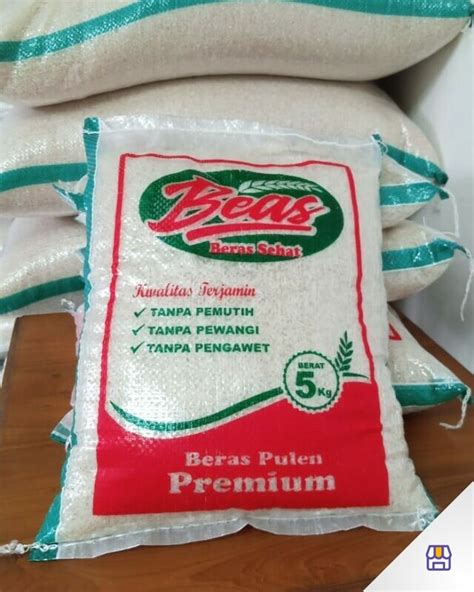 Beas
Beras Sehat
Kwalitas Terjamin
✓ TANPA PEMUTIH
✓ TANPA PEWANGI
✓ TANPA PENGAWET
BERAT
5 Kg
Beras Pulen
Premium